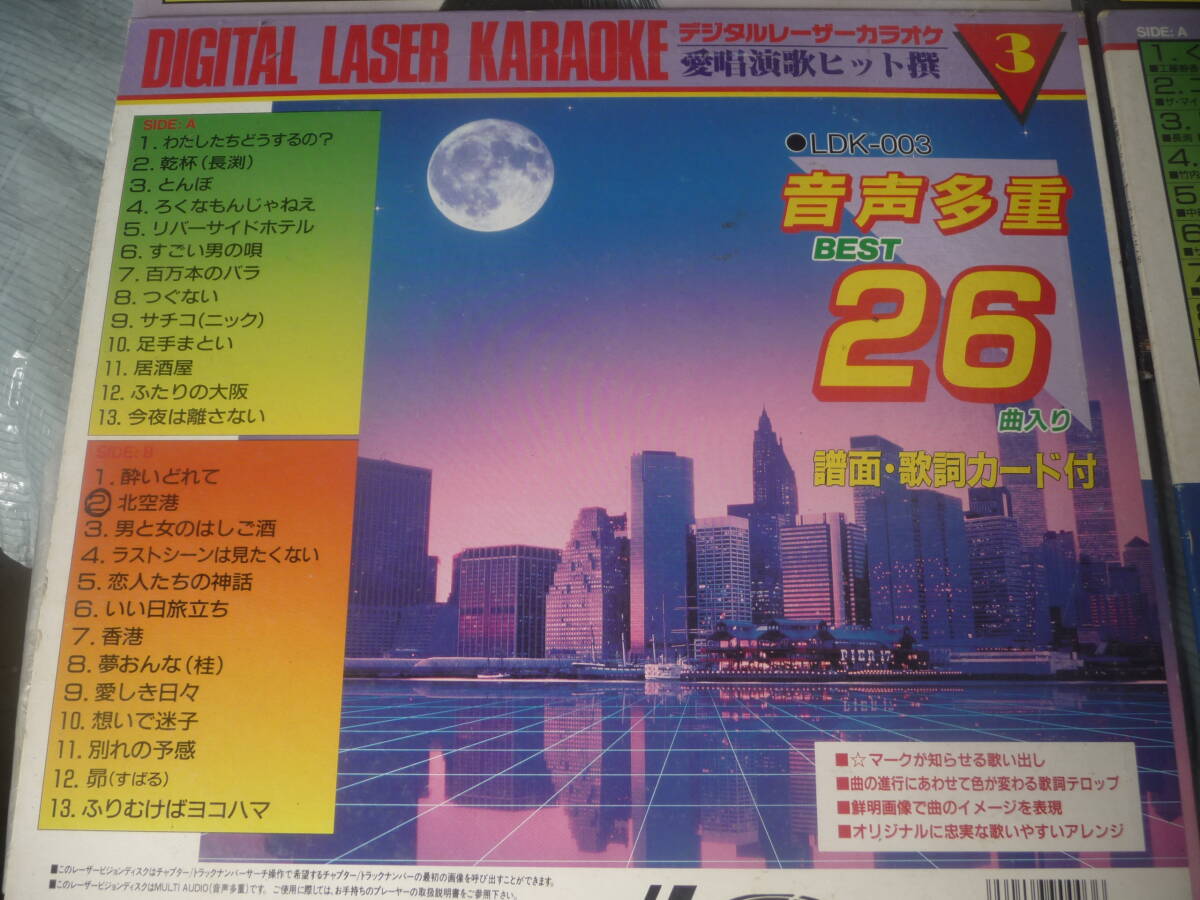 DIGITAL LASER KARAOKE
デジタルレーザーカラオケ
愛唱演歌ヒット撰
3
SIDE: A
1. わたしたちどうするの?
2. 乾杯(長渕)
3. とんぼ
4. ろくなもんじゃねえ
5. リバーサイドホテル
6. すごい男の唄
7. 百万本のバラ
8. つぐない
9. サチコ(ニック)
10. 足手まとい
11. 居酒屋
12. ふたりの大阪
13. 今夜は離さない
SIDE: B
1. 酔いどれて
2 北空港
3. 男と女のはしご酒
4. ラストシーンは見たくない
5. 恋人たちの神話
6. いい日旅立ち
7. 香港
8. 夢おんな(桂)
9. 愛しき日々
10. 想いで迷子
11. 別れの予感
12. 昴(すばる)
13. ふりむけばヨコハマ
●LDK-003
音声多重
BEST
26
曲入り
譜面・歌詞カード付
PIER 17
■☆マークが知らせる歌い出し
■曲の進行にあわせて色が変わる歌詞テロップ
■鮮明画像で曲のイメージを表現
■オリジナルに忠実な歌いやすいアレンジ
■このレーザービジョンディスクはチャプター/トラックナンバーサーチ操作で希望するチャプター/トラックナンバーの最初の画像を呼び出すことができます。
■このレーザービジョンディスクはMULTI AUDIO(音声多重)です。ご使用に際しては、お手持ちのプレーヤーの取扱説明書をご参照下さい。
SIDE: A
1.
2.
3.
4.
5
6